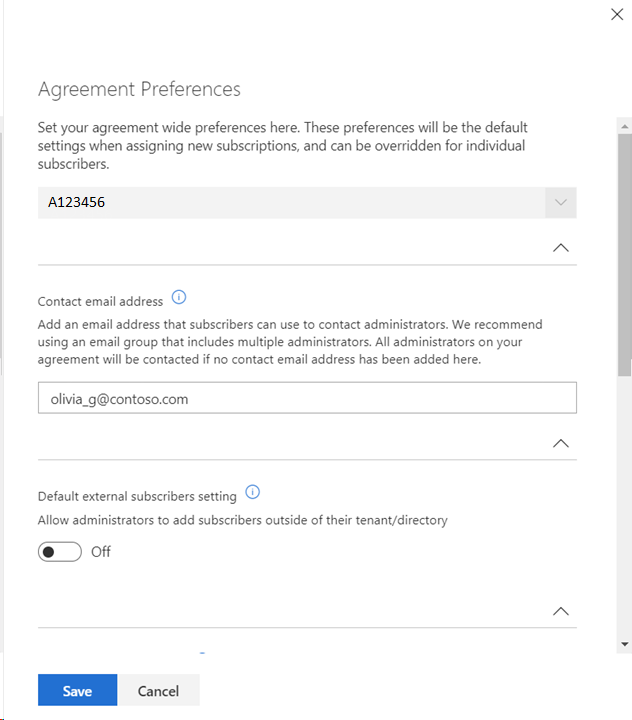 Agreement Preferences
Set your agreement wide preferences here. These preferences will be the default
settings when assigning new subscriptions, and can be overridden for individual
subscribers.
A123456
Contact email address
Add an email address that subscribers can use to contact administrators. We recommend
using an email group that includes multiple administrators. All administrators on your
agreement will be contacted if no contact email address has been added here.
olivia_g@contoso.com
Default external subscribers setting
Allow administrators to add subscribers outside of their tenant/directory
Off
Save
Cancel